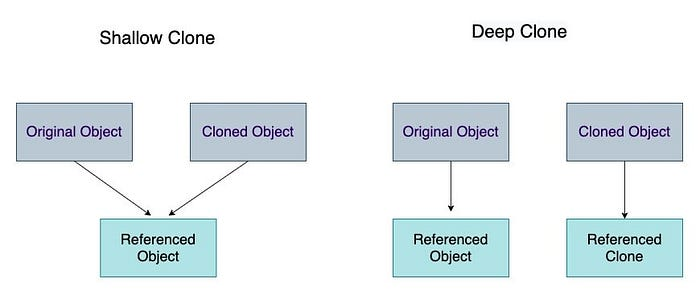 Shallow Clone
Deep Clone
Original Object
Cloned Object
Original Object
Cloned Object
Referenced
Object
Referenced
Object
Referenced
Clone